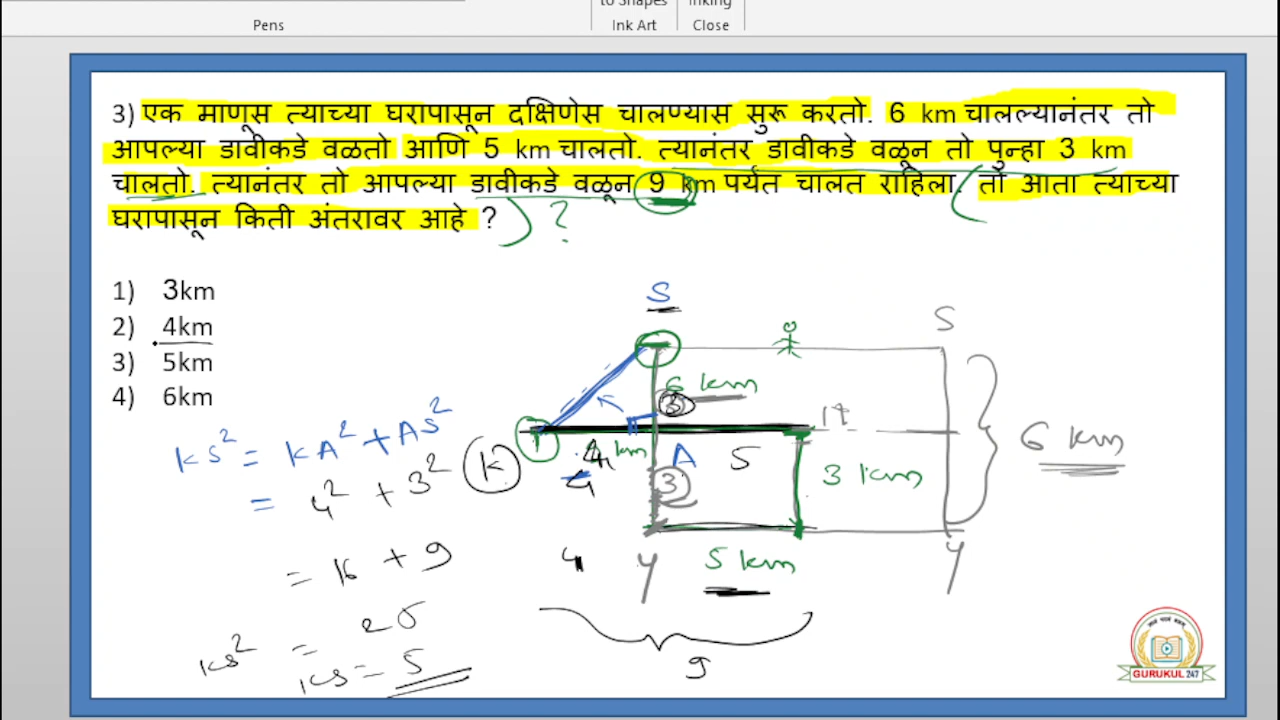 to Shapes
Inking
Pens
Ink Art
Close
3) एक माणूस त्याच्या घरापासून दक्षिणेस चालण्यास सुरू करतो. 6 km चालल्यानंतर तो
आपल्या डावीकडे वळतो आणि 5 km चालतो. त्यानंतर डावीकडे वळून तो पुन्हा 3 km
चालतो. त्यानंतर तो आपल्या डावीकडे वळून 9 km पर्यंत चालत राहिला. तो आता त्याच्या
घरापासून किती अंतरावर आहे ?
?
1) 3km
2) 4km
3) 5km
4) 6km
S
S
6 km
3
KS² = KA² + AS²
K
4
km
A
5
3 km
6 km
= 4² + 3²
3
= 16 + 9
4
y
5 km
y
KS² = 25
KS = 5
9
GURUKUL 247